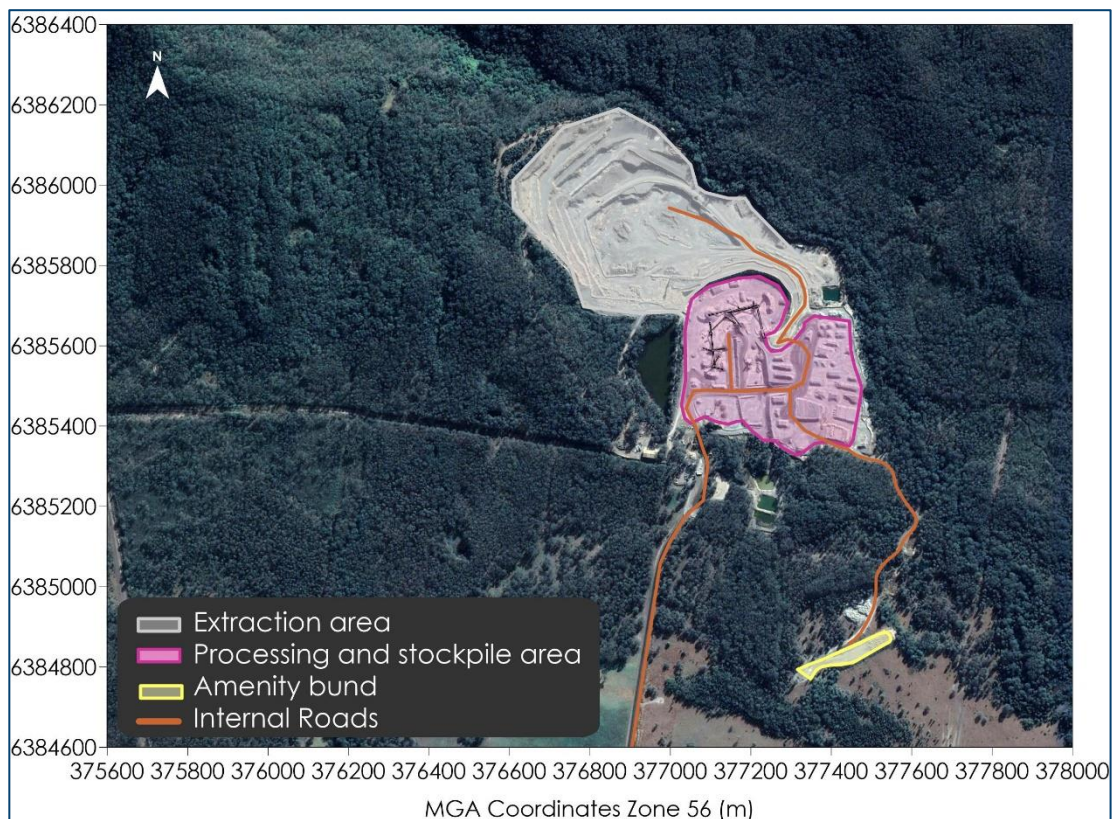 6386400
N
6386200
6386000
6385800
6385600
6385400
6385200
6385000
6384800
6384600
Extraction area
Processing and stockpile area
Amenity bund
Internal Roads
375600 375800 376000 376200 376400 376600 376800 377000 377200 377400 377600 377800 378000
MGA Coordinates Zone 56 (m)